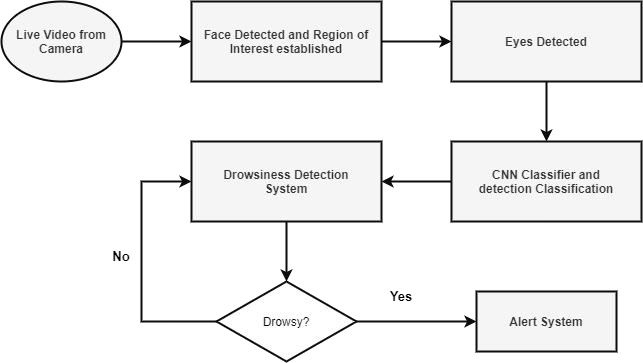 Live Video from
Camera
Face Detected and Region of
Interest established
Eyes Detected
Drowsiness Detection
System
CNN Classifier and
detection Classification
No
Drowsy?
Yes
Alert System